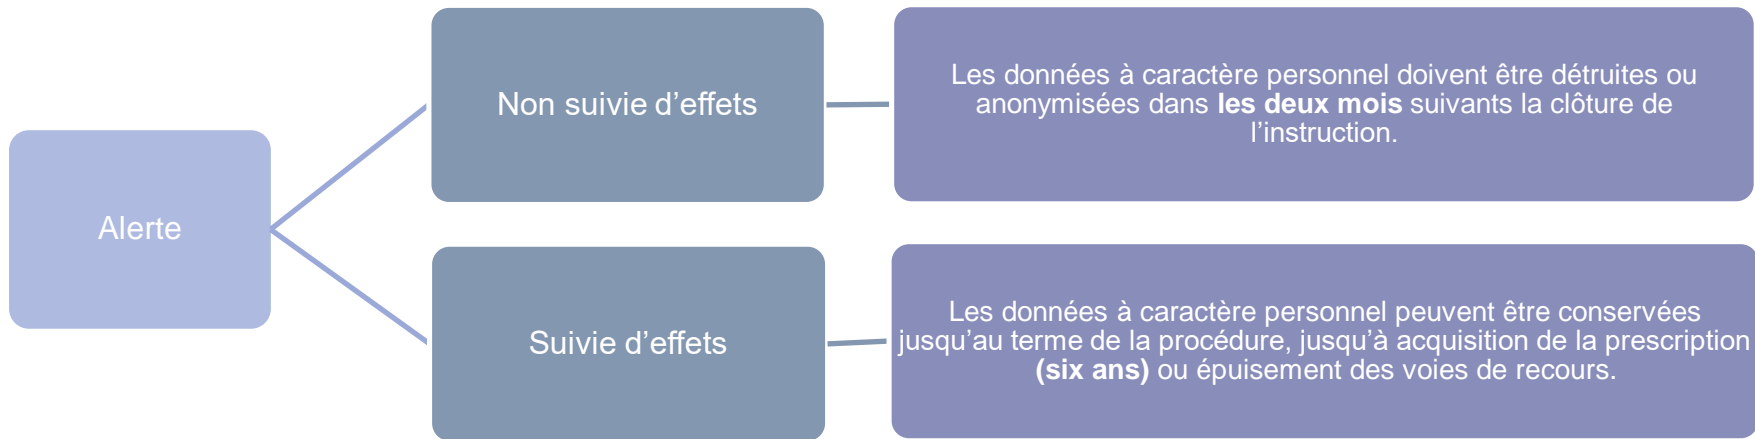 Alerte
Non suivie d’effets
Les données à caractère personnel doivent être détruites ou
anonymisées dans les deux mois suivants la clôture de
l’instruction.
Suivie d’effets
Les données à caractère personnel peuvent être conservées
jusqu’au terme de la procédure, jusqu’à acquisition de la prescription
(six ans) ou épuisement des voies de recours.